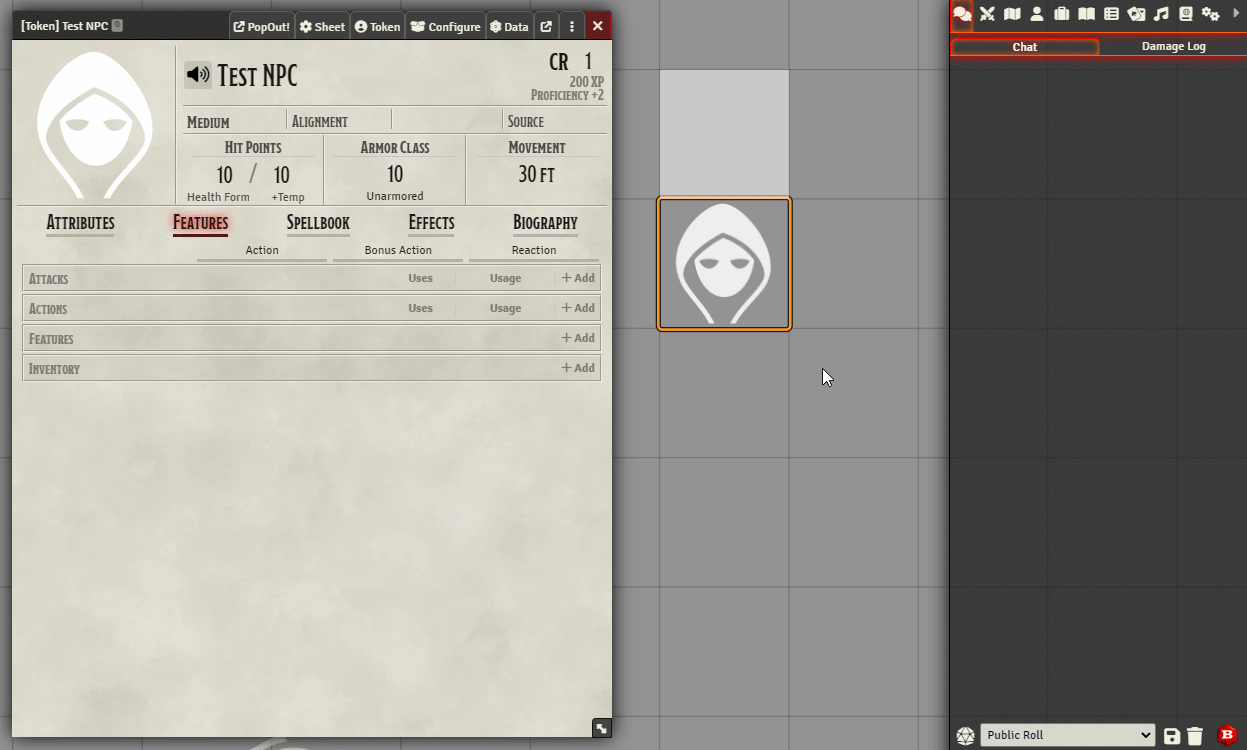 [Token] Test NPC PopOut! Sheet Token Configure Data
Chat Damage Log
Test NPC CR 1
200 XP
Proficiency +2
Medium Alignment Source
Hit Points Armor Class Movement
10 / 10 10 30 FT
Health Form +Temp Unarmored
Attributes Features Spellbook Effects Biography
Action Bonus Action Reaction
Attacks Uses Usage + Add
Actions Uses Usage + Add
Features + Add
Inventory + Add
Public Roll B